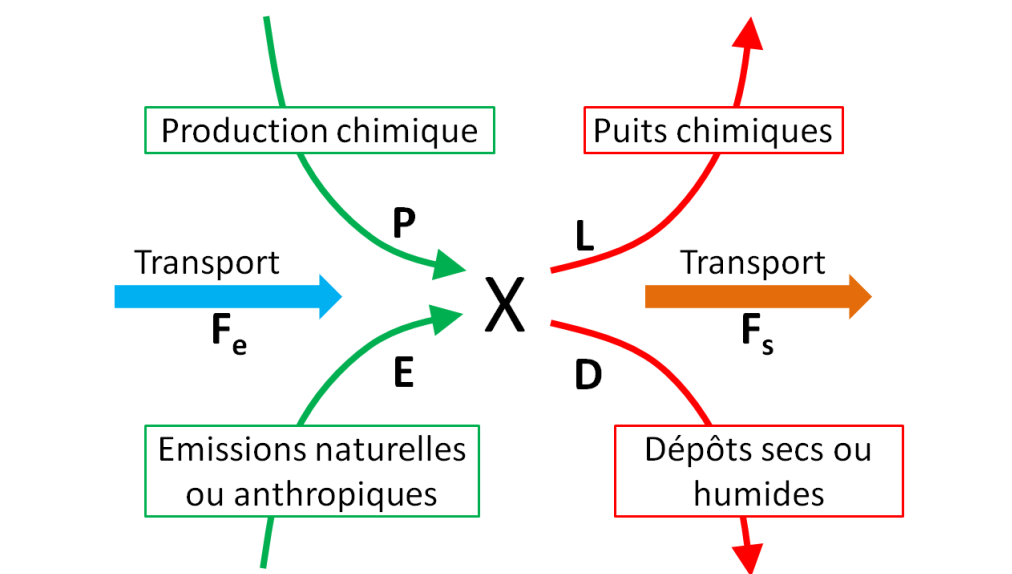 Production chimique
Puits chimiques
P
L
Transport
Transport
X
Fe
Fs
E
D
Emissions naturelles
ou anthropiques
Dépôts secs ou
humides